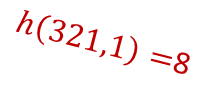 h(321,1) =8